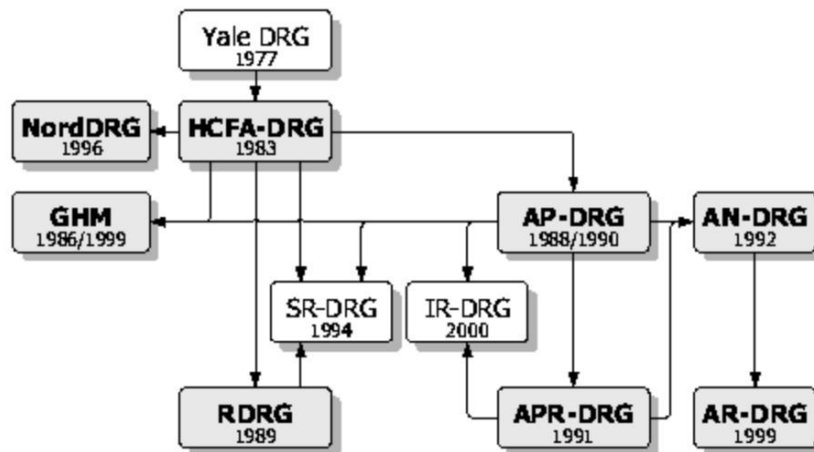 Yale DRG
1977
NordDRG
1996
HCFA-DRG
1983
GHM
1986/1999
AP-DRG
1988/1990
AN-DRG
1992
SR-DRG
1994
IR-DRG
2000
RDRG
1989
APR-DRG
1991
AR-DRG
1999